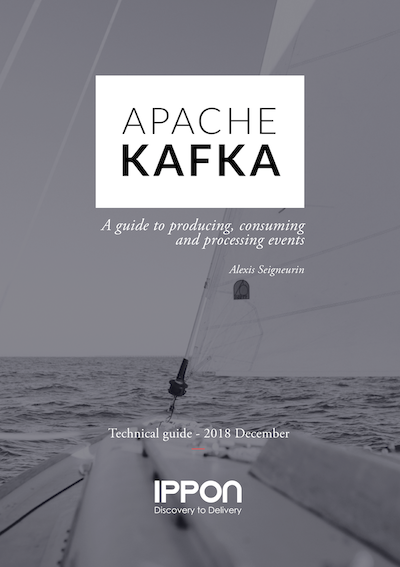 APACHE
KAFKA
A guide to producing, consuming
and processing events
Alexis Seigneurin
Technical guide - 2018 December
IPPON
Discovery to Delivery